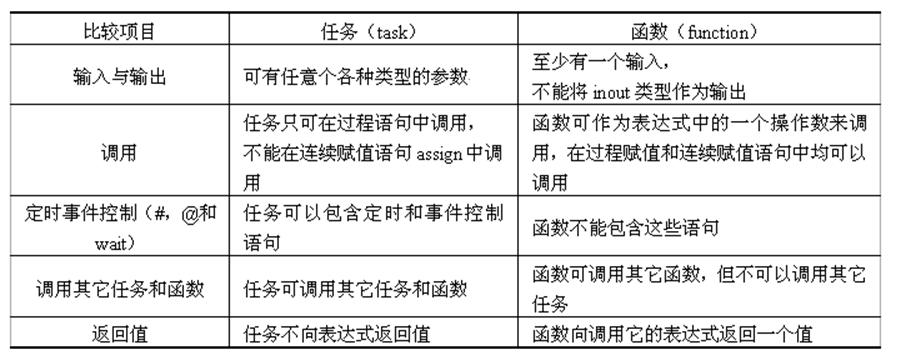 比较项目
任务（task）
函数（function）
输入与输出
可有任意个各种类型的参数
至少有一个输入，
不能将 inout 类型作为输出
调用
任务只可在过程语句中调用，
不能在连续赋值语句 assign 中调
用
函数可作为表达式中的一个操作数来调
用，在过程赋值和连续赋值语句中均可以
调用
定时事件控制（#，@和
wait）
任务可以包含定时和事件控制
语句
函数不能包含这些语句
调用其它任务和函数
任务可调用其它任务和函数
函数可调用其它函数，但不可以调用其它
任务
返回值
任务不向表达式返回值
函数向调用它的表达式返回一个值